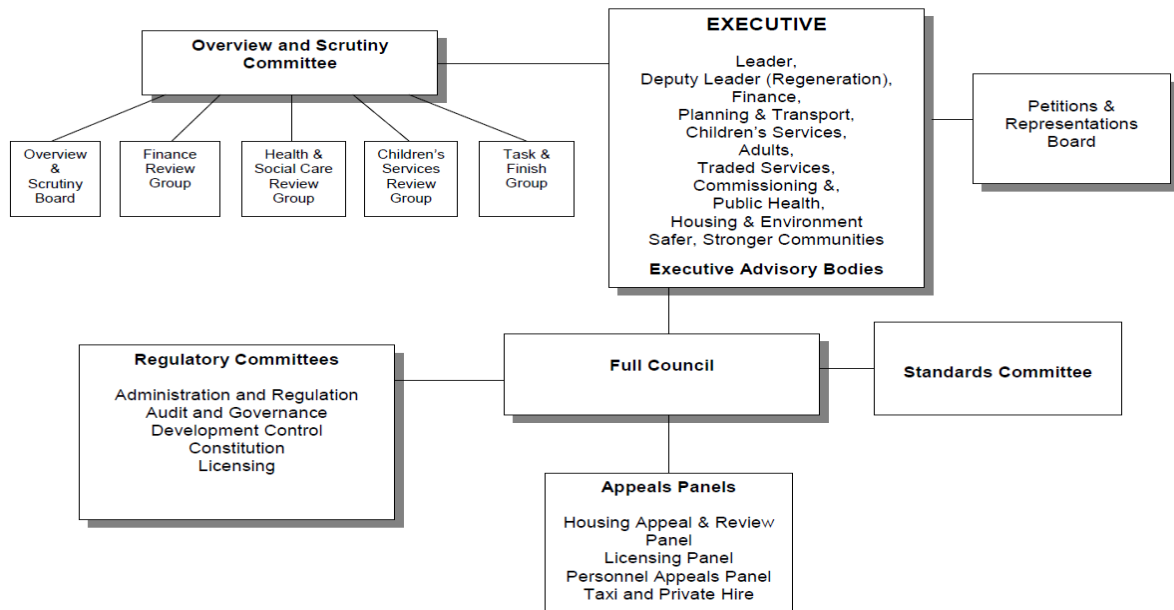 Overview and Scrutiny
Committee
EXECUTIVE
Leader,
Deputy Leader (Regeneration),
Finance,
Planning & Transport,
Children's Services,
Adults,
Traded Services,
Commissioning &,
Public Health,
Housing & Environment
Safer, Stronger Communities
Executive Advisory Bodies
Petitions &
Representations
Board
Overview
&
Scrutiny
Board
Finance
Review
Group
Health &
Social Care
Review
Group
Children's
Services
Review
Group
Task &
Finish
Group
Regulatory Committees
Administration and Regulation
Audit and Governance
Development Control
Constitution
Licensing
Full Council
Standards Committee
Appeals Panels
Housing Appeal & Review
Panel
Licensing Panel
Personnel Appeals Panel
Taxi and Private Hire